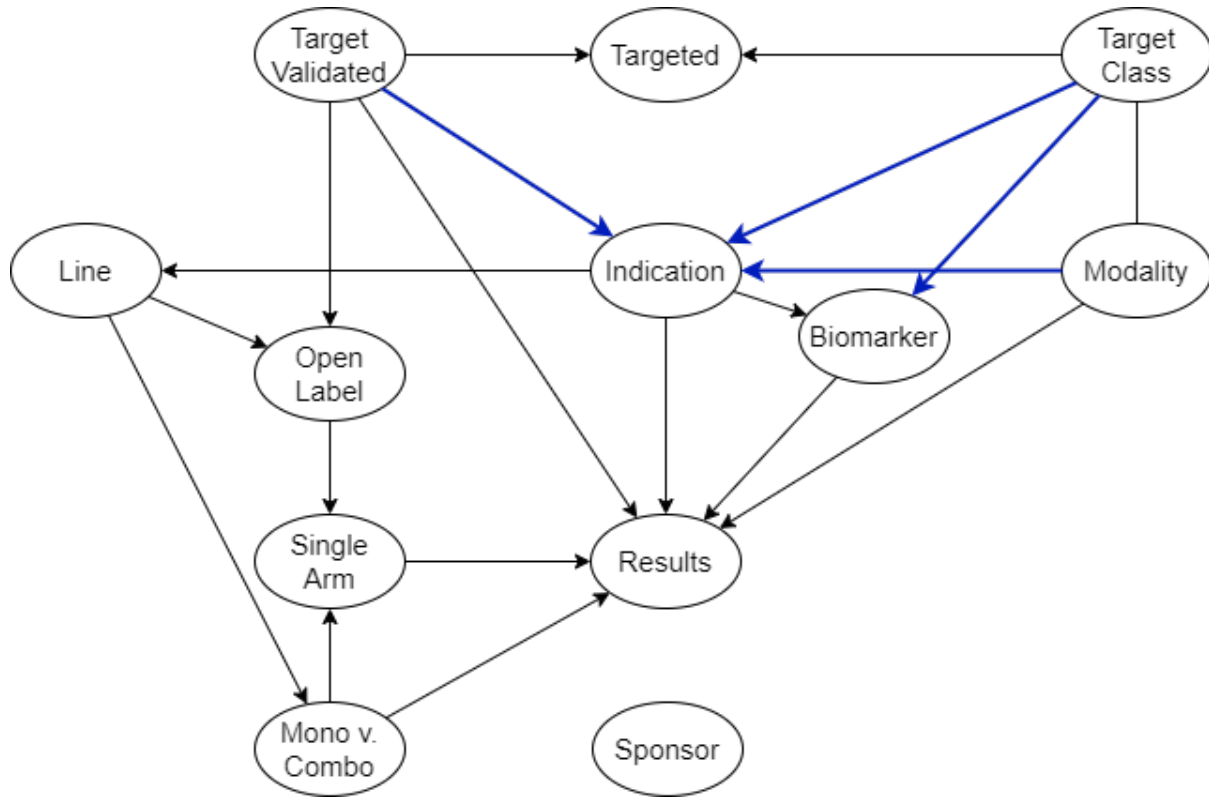 Target
Validated
Targeted
Target
Class
Line
Indication
Modality
Biomarker
Open
Label
Single
Arm
Results
Mono v.
Combo
Sponsor